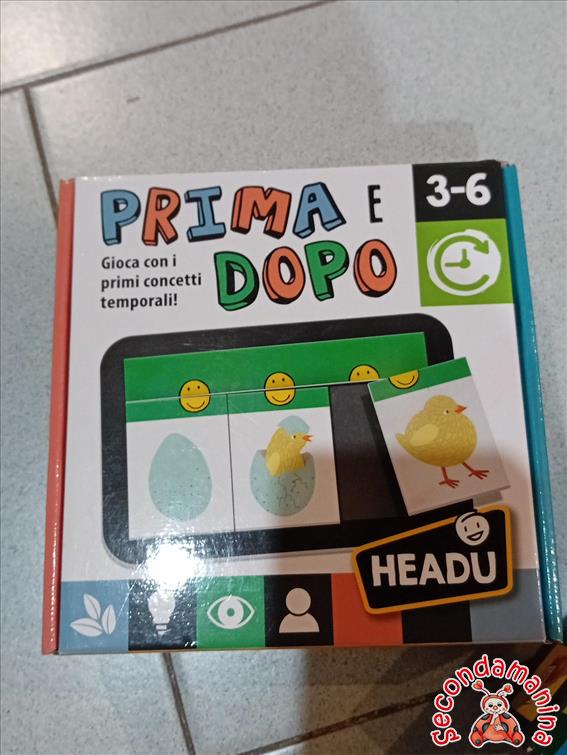 PRIMA E
DOPO
3-6
Gioca con i
primi concetti
temporali!
HEADU
Secondamanina